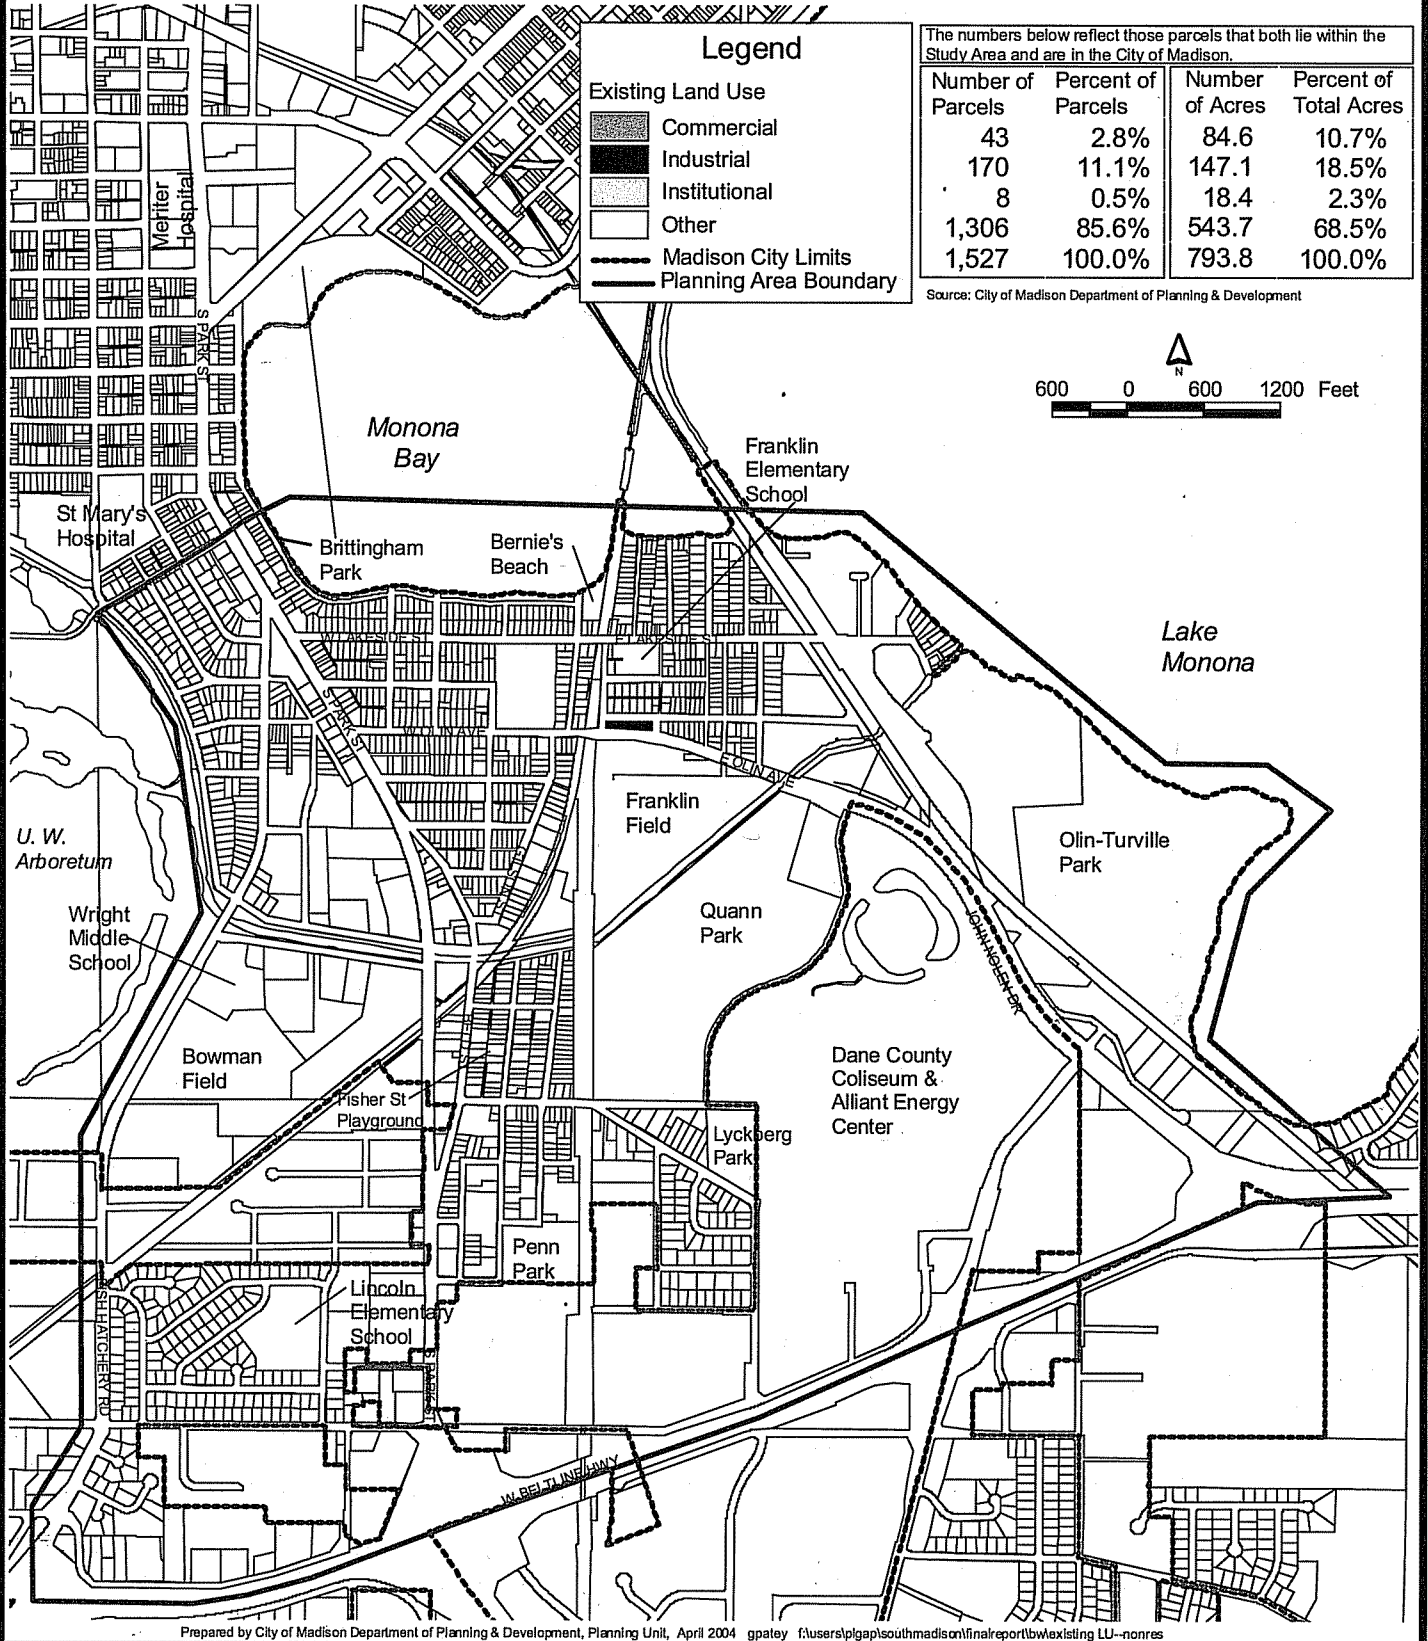 Legend
Existing Land Use
Commercial
Industrial
Institutional
Other
Madison City Limits
Planning Area Boundary
The numbers below reflect those parcels that both lie within the
Study Area and are in the City of Madison.
Number of Percent of Number Percent of
Parcels Parcels of Acres Total Acres
43 2.8% 84.6 10.7%
170 11.1% 147.1 18.5%
8 0.5% 18.4 2.3%
1,306 85.6% 543.7 68.5%
1,527 100.0% 793.8 100.0%
Source: City of Madison Department of Planning & Development
N
600 0 600 1200 Feet
Meriter
Hospital
S PARK ST
Monona
Bay
Franklin
Elementary
School
St Mary's
Hospital
Brittingham
Park
Bernie's
Beach
W LAKESIDE ST
E LAKESIDE ST
Lake
Monona
S PARK ST
W OLIN AVE
E OLIN AVE
Franklin
Field
U. W.
Arboretum
Olin-Turville
Park
Wright
Middle
School
Quann
Park
JOHN NOLEN DR
Bowman
Field
Dane County
Coliseum &
Alliant Energy
Center
Fisher St
Playground
Lyckberg
Park
Penn
Park
Lincoln
Elementary
School
FISH HATCHERY RD
S PARK ST
W BELTLINE HWY
Prepared by City of Madison Department of Planning & Development, Planning Unit, April 2004 gpatey f:\users\plgap\southmadison\finalreport\bw\existing LU--nonres